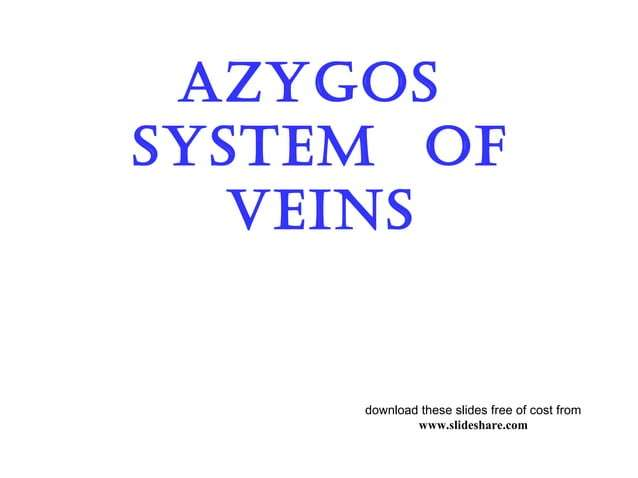 AZYGOS
SYSTEM OF
VEINS
download these slides free of cost from
www.slideshare.com